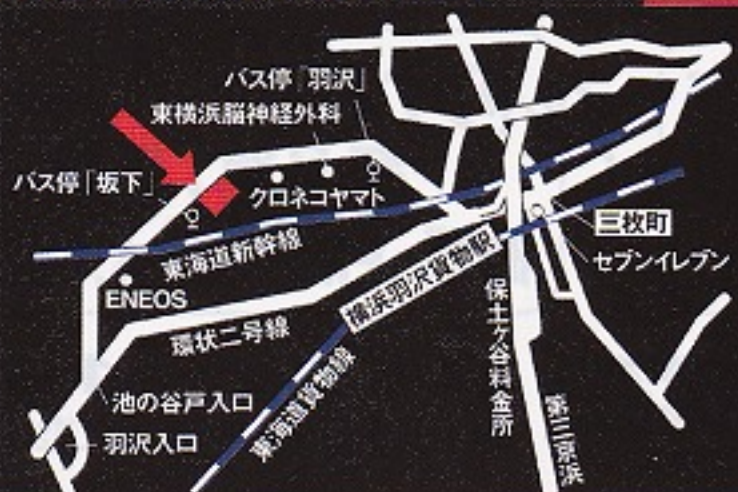 バス停「羽沢」
東横浜脳神経外科
バス停「坂下」
クロネコヤマト
三枚町
セブンイレブン
東海道新幹線
横浜羽沢貨物駅
ENEOS
環状二号線
保土ケ谷料金所
池の谷戸入口
東海道貨物線
第三京浜
羽沢入口